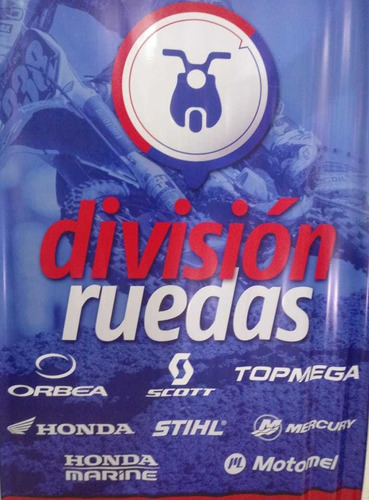 división
ruedas
ORBEA
SCOTT
TOPMEGA
HONDA
STIHL
MERCURY
HONDA
MARINE
Motomel